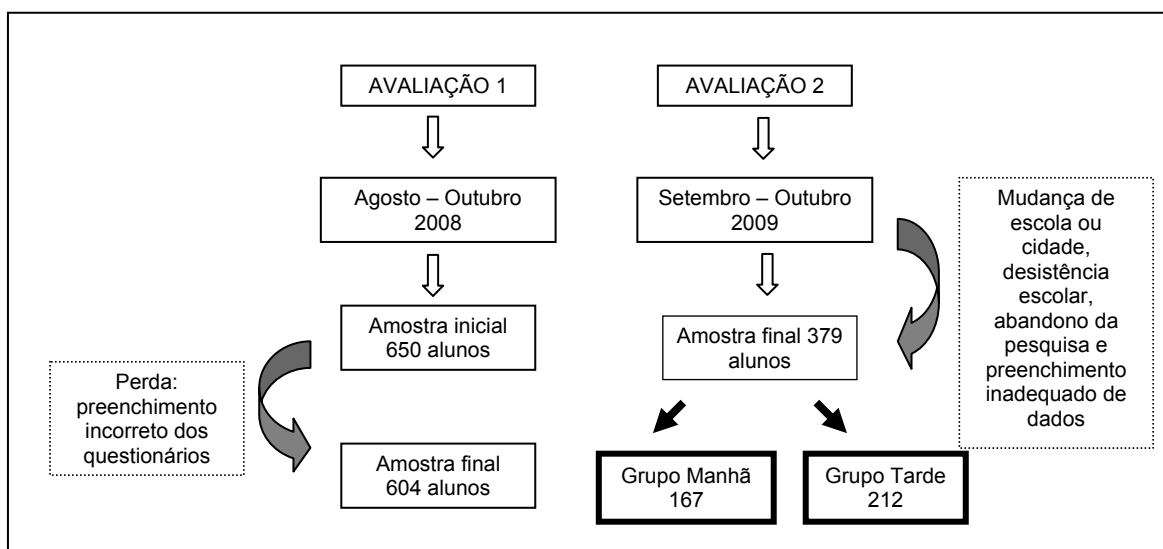 AVALIAÇÃO 1
Agosto – Outubro
2008
Amostra inicial
650 alunos
Perda:
preenchimento
incorreto dos
questionários
Amostra final
604 alunos
AVALIAÇÃO 2
Setembro – Outubro
2009
Mudança de
escola ou
cidade,
desistência
escolar,
abandono da
pesquisa e
preenchimento
inadequado de
dados
Amostra final 379
alunos
Grupo Manhã
167
Grupo Tarde
212